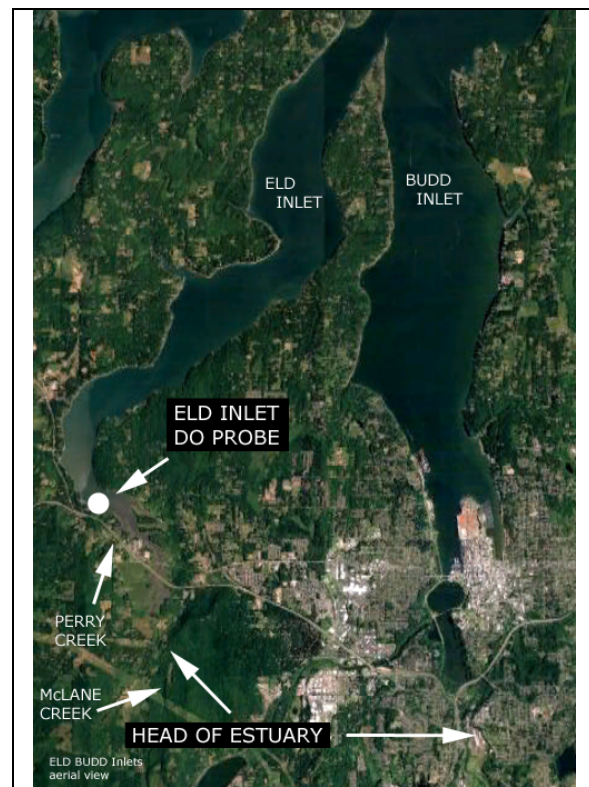 ELD
INLET
BUDD
INLET
ELD INLET
DO PROBE
PERRY
CREEK
McLANE
CREEK
HEAD OF ESTUARY
ELD BUDD Inlets
aerial view